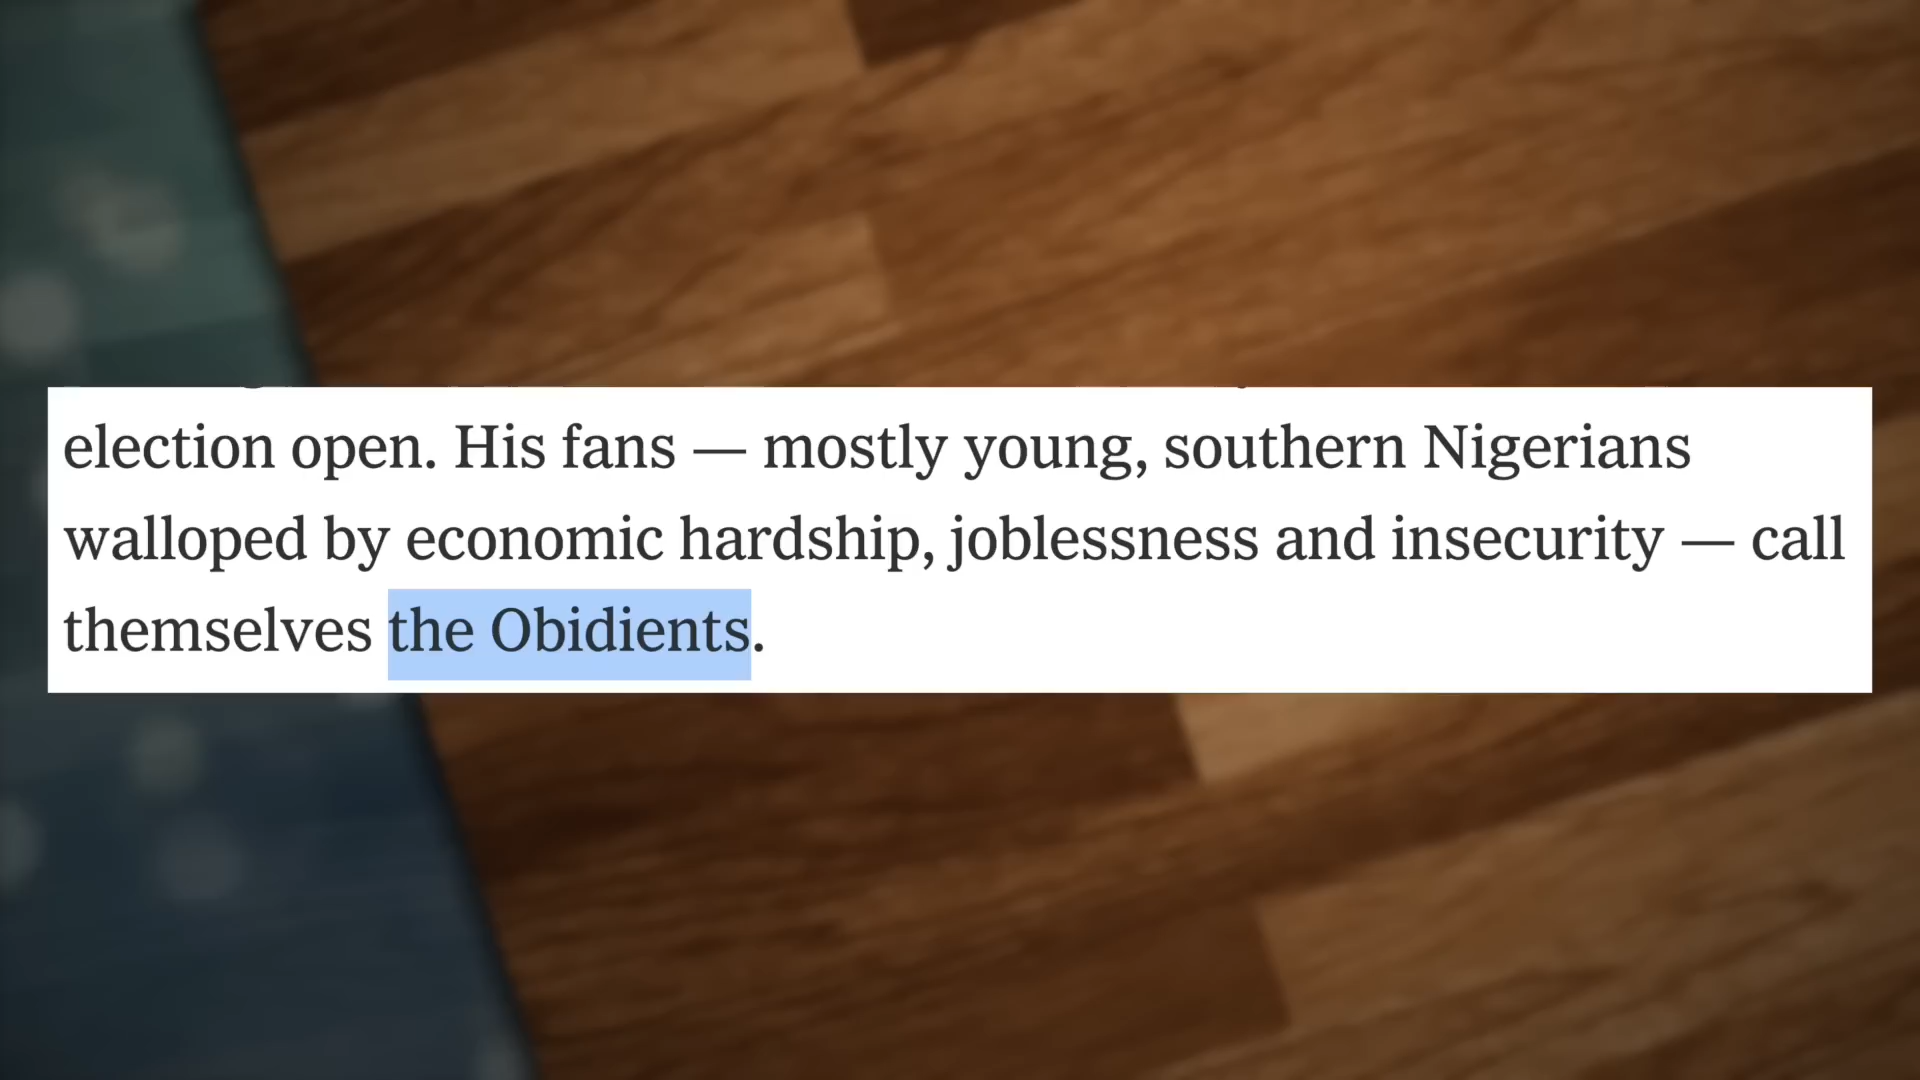 election open. His fans — mostly young, southern Nigerians
walloped by economic hardship, joblessness and insecurity — call
themselves the Obidients.